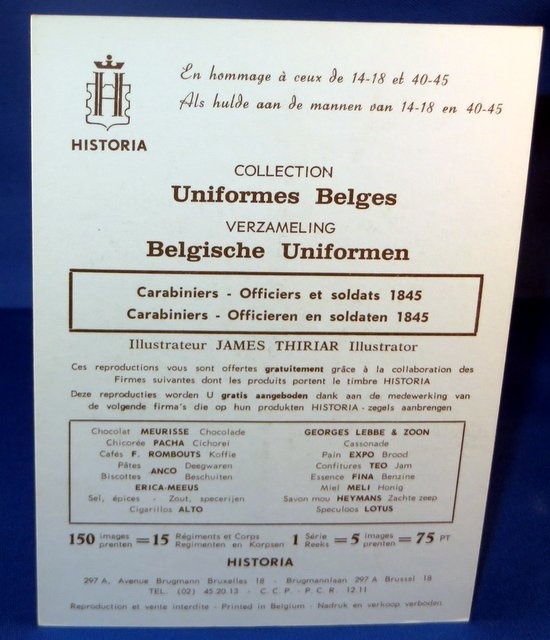 En hommage à ceux de 14-18 et 40-45
Als hulde aan de mannen van 14-18 en 40-45
H
HISTORIA
COLLECTION
Uniformes Belges
VERZAMELING
Belgische Uniformen
Carabiniers - Officiers et soldats 1845
Carabiniers - Officieren en soldaten 1845
Illustrateur JAMES THIRIAR Illustrator
Ces reproductions vous sont offertes gratuitement grâce à la collaboration des
Firmes suivantes dont les produits portent le timbre HISTORIA
Deze reproducties worden U gratis aangeboden dank aan de medewerking van
de volgende firma's die op hun produkten HISTORIA - zegels aanbrengen
Chocolat MEURISSE Chocolade
Chicorée PACHA Cichorei
Cafés F. ROMBOUTS Koffie
Pâtes ANCO Deegwaren
Biscottes Beschuiten
ERICA-MEEUS
Sel, épices - Zout, specerijen
Cigarillos ALTO
GEORGES LEBBE & ZOON
Cassonade
Pain EXPO Brood
Confitures TEO Jam
Essence FINA Benzine
Miel MELI Honig
Savon mou HEYMANS Zachte zeep
Speculoos LOTUS
150 images prenten = 15 Régiments et Corps Regimenten en Korpsen 1 Série Reeks = 5 images prenten = 75 PT
HISTORIA
297 A, Avenue Brugmann Bruxelles 18 - Brugmannlaan 297 A Brussel 18
TEL. (02) 45.20.13 - C.C.P. - P.C.R. 12.11
Reproduction et vente interdite - Printed in Belgium - Nadruk en verkoop verboden